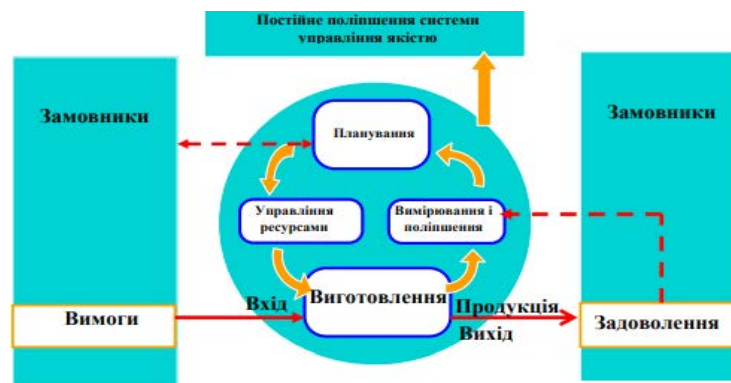 Постійне поліпшення системи
управління якістю
Замовники
Замовники
Планування
Управління
ресурсами
Вимірювання і
поліпшення
Виготовлення
Вхід
Продукція
Вихід
Вимоги
Задоволення